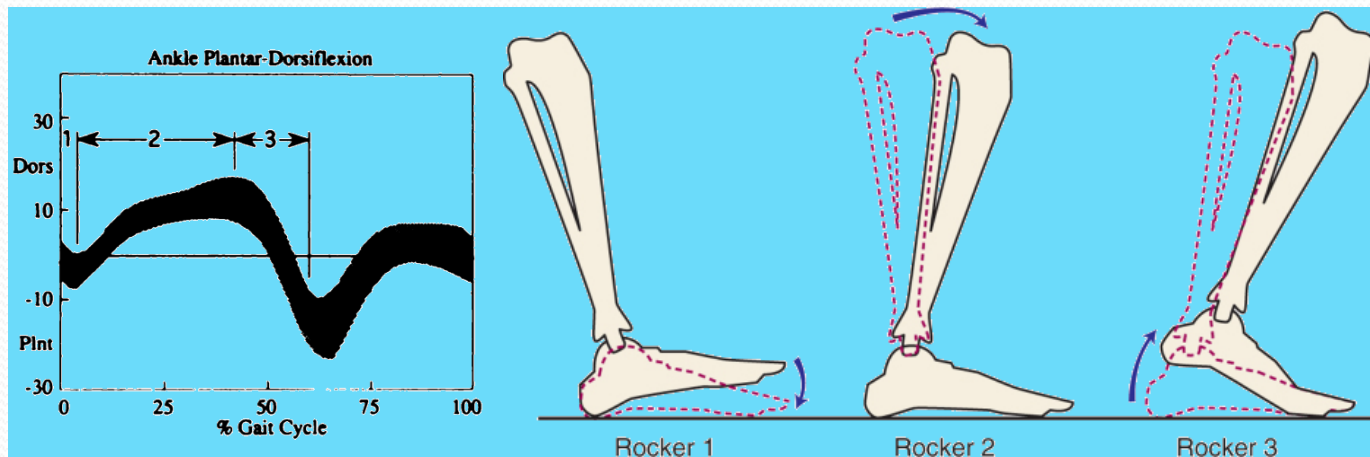 Ankle Plantar-Dorsiflexion
30
1 2 3
Dors
10
-10
Plnt
-30
0 25 50 75 100
% Gait Cycle
Rocker 1 Rocker 2 Rocker 3